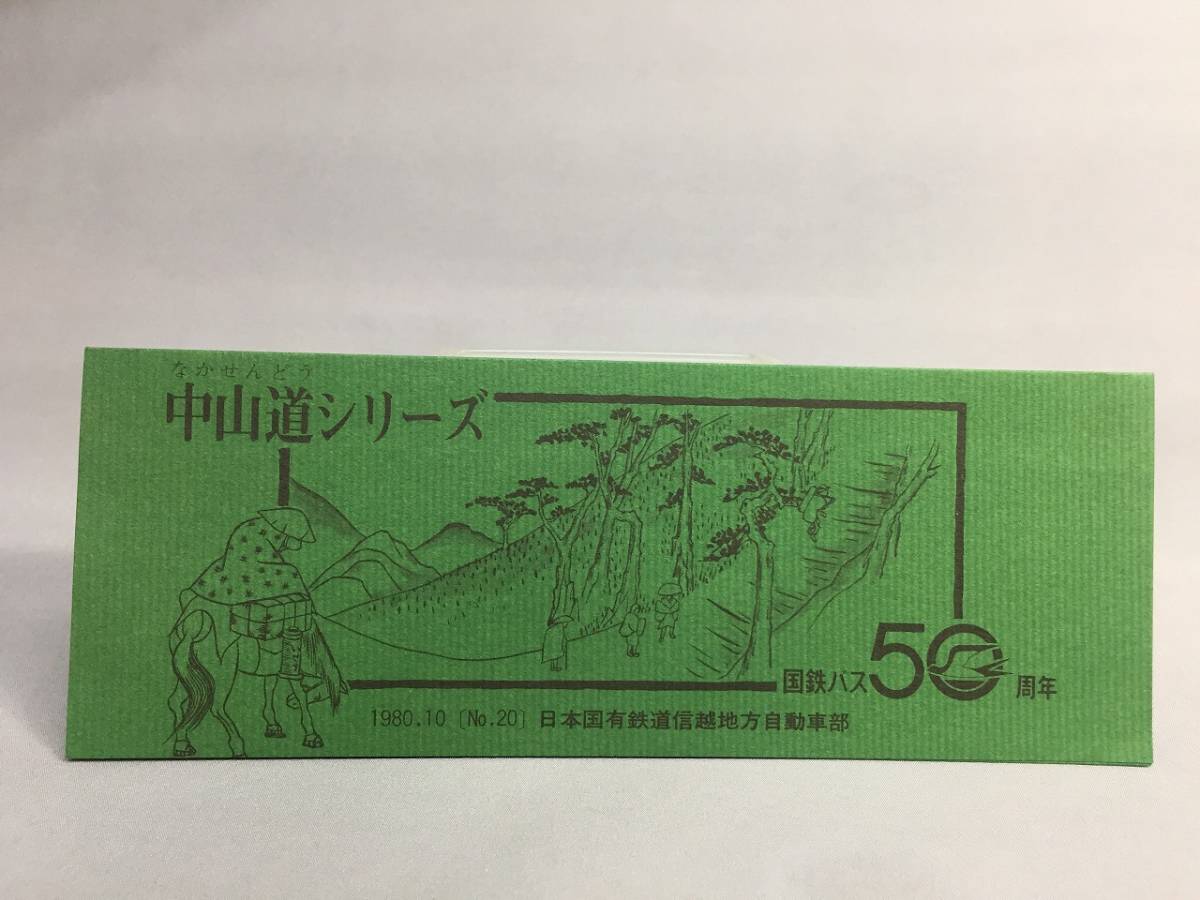 なかせんどう
中山道シリーズ
国鉄バス50周年
1980.10〔No.20〕日本国有鉄道信越地方自動車部